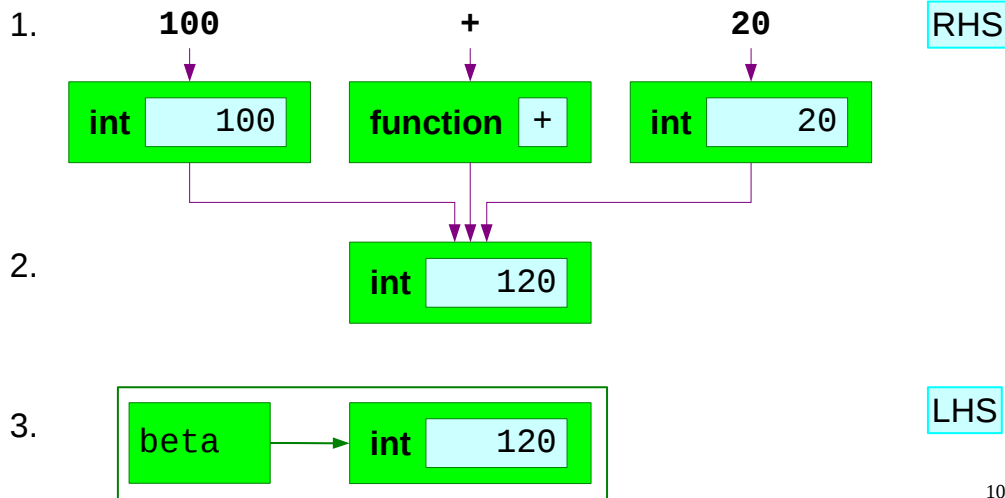 1. 100 + 20 RHS
int 100 function + int 20
2. int 120
3. beta int 120 LHS
10